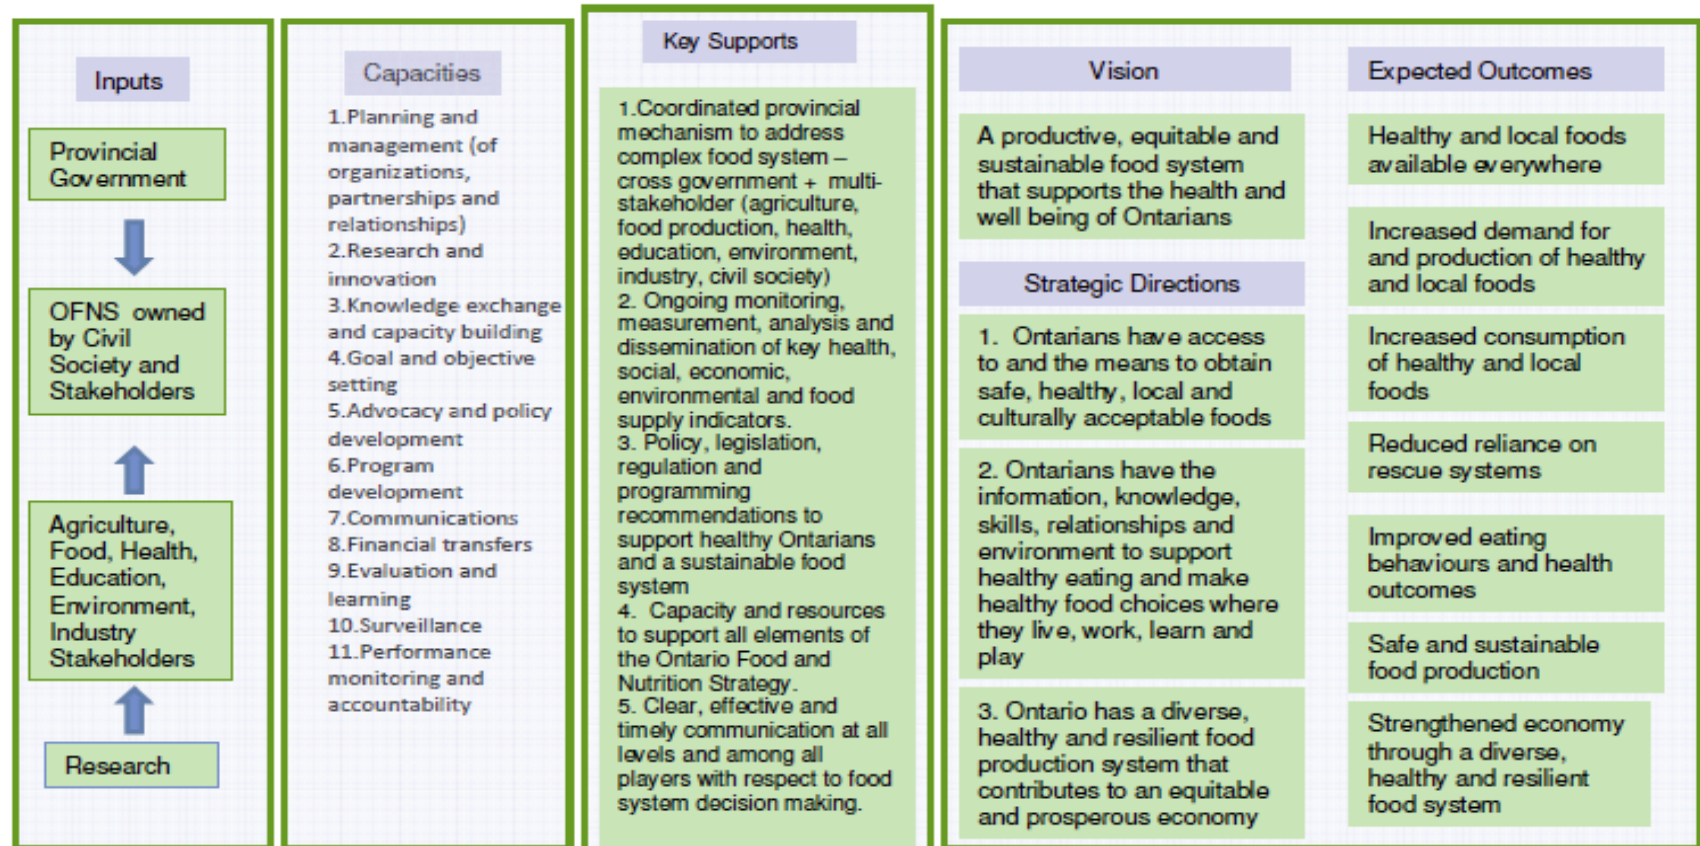 Inputs
Provincial
Government
OFNS owned
by Civil
Society and
Stakeholders
Agriculture,
Food, Health,
Education,
Environment,
Industry
Stakeholders
Research
Capacities
1.Planning and
management (of
organizations,
partnerships and
relationships)
2.Research and
innovation
3.Knowledge exchange
and capacity building
4.Goal and objective
setting
5.Advocacy and policy
development
6.Program
development
7.Communications
8.Financial transfers
9.Evaluation and
learning
10.Surveillance
11.Performance
monitoring and
accountability
Key Supports
1.Coordinated provincial
mechanism to address
complex food system –
cross government + multi-
stakeholder (agriculture,
food production, health,
education, environment,
industry, civil society)
2. Ongoing monitoring,
measurement, analysis and
dissemination of key health,
social, economic,
environmental and food
supply indicators.
3. Policy, legislation,
regulation and
programming
recommendations to
support healthy Ontarians
and a sustainable food
system
4. Capacity and resources
to support all elements of
the Ontario Food and
Nutrition Strategy.
5. Clear, effective and
timely communication at all
levels and among all
players with respect to food
system decision making.
Vision
A productive, equitable and
sustainable food system
that supports the health and
well being of Ontarians
Strategic Directions
1. Ontarians have access
to and the means to obtain
safe, healthy, local and
culturally acceptable foods
2. Ontarians have the
information, knowledge,
skills, relationships and
environment to support
healthy eating and make
healthy food choices where
they live, work, learn and
play
3. Ontario has a diverse,
healthy and resilient food
production system that
contributes to an equitable
and prosperous economy
Expected Outcomes
Healthy and local foods
available everywhere
Increased demand for
and production of healthy
and local foods
Increased consumption
of healthy and local
foods
Reduced reliance on
rescue systems
Improved eating
behaviours and health
outcomes
Safe and sustainable
food production
Strengthened economy
through a diverse,
healthy and resilient
food system